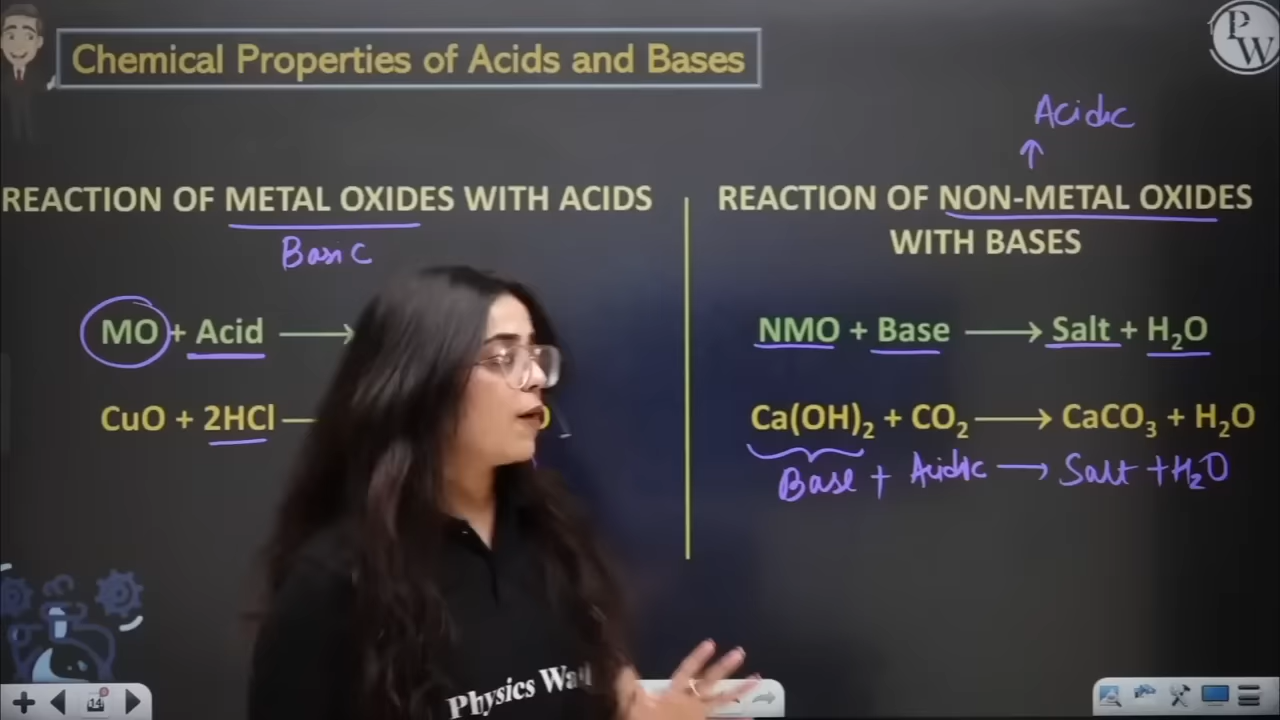 Chemical Properties of Acids and Bases
PW
Acidic
REACTION OF METAL OXIDES WITH ACIDS
Basic
MO + Acid ⟶
CuO + 2HCl
REACTION OF NON-METAL OXIDES
WITH BASES
NMO + Base ⟶ Salt + H₂O
Ca(OH)₂ + CO₂ ⟶ CaCO₃ + H₂O
Base + Acidic ⟶ Salt + H₂O
Physics Wal
14